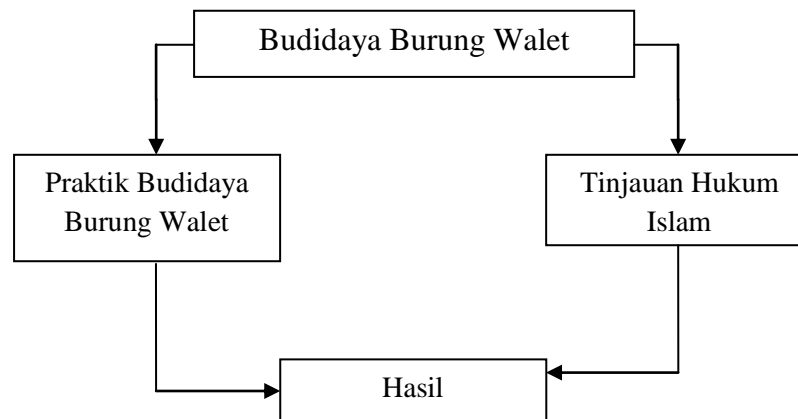 Budidaya Burung Walet
Praktik Budidaya
Burung Walet
Tinjauan Hukum
Islam
Hasil